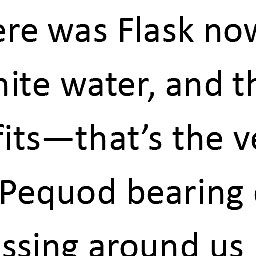 ere was Flask now
hite water, and th
fits—that’s the ve
Pequod bearing
ssing around us